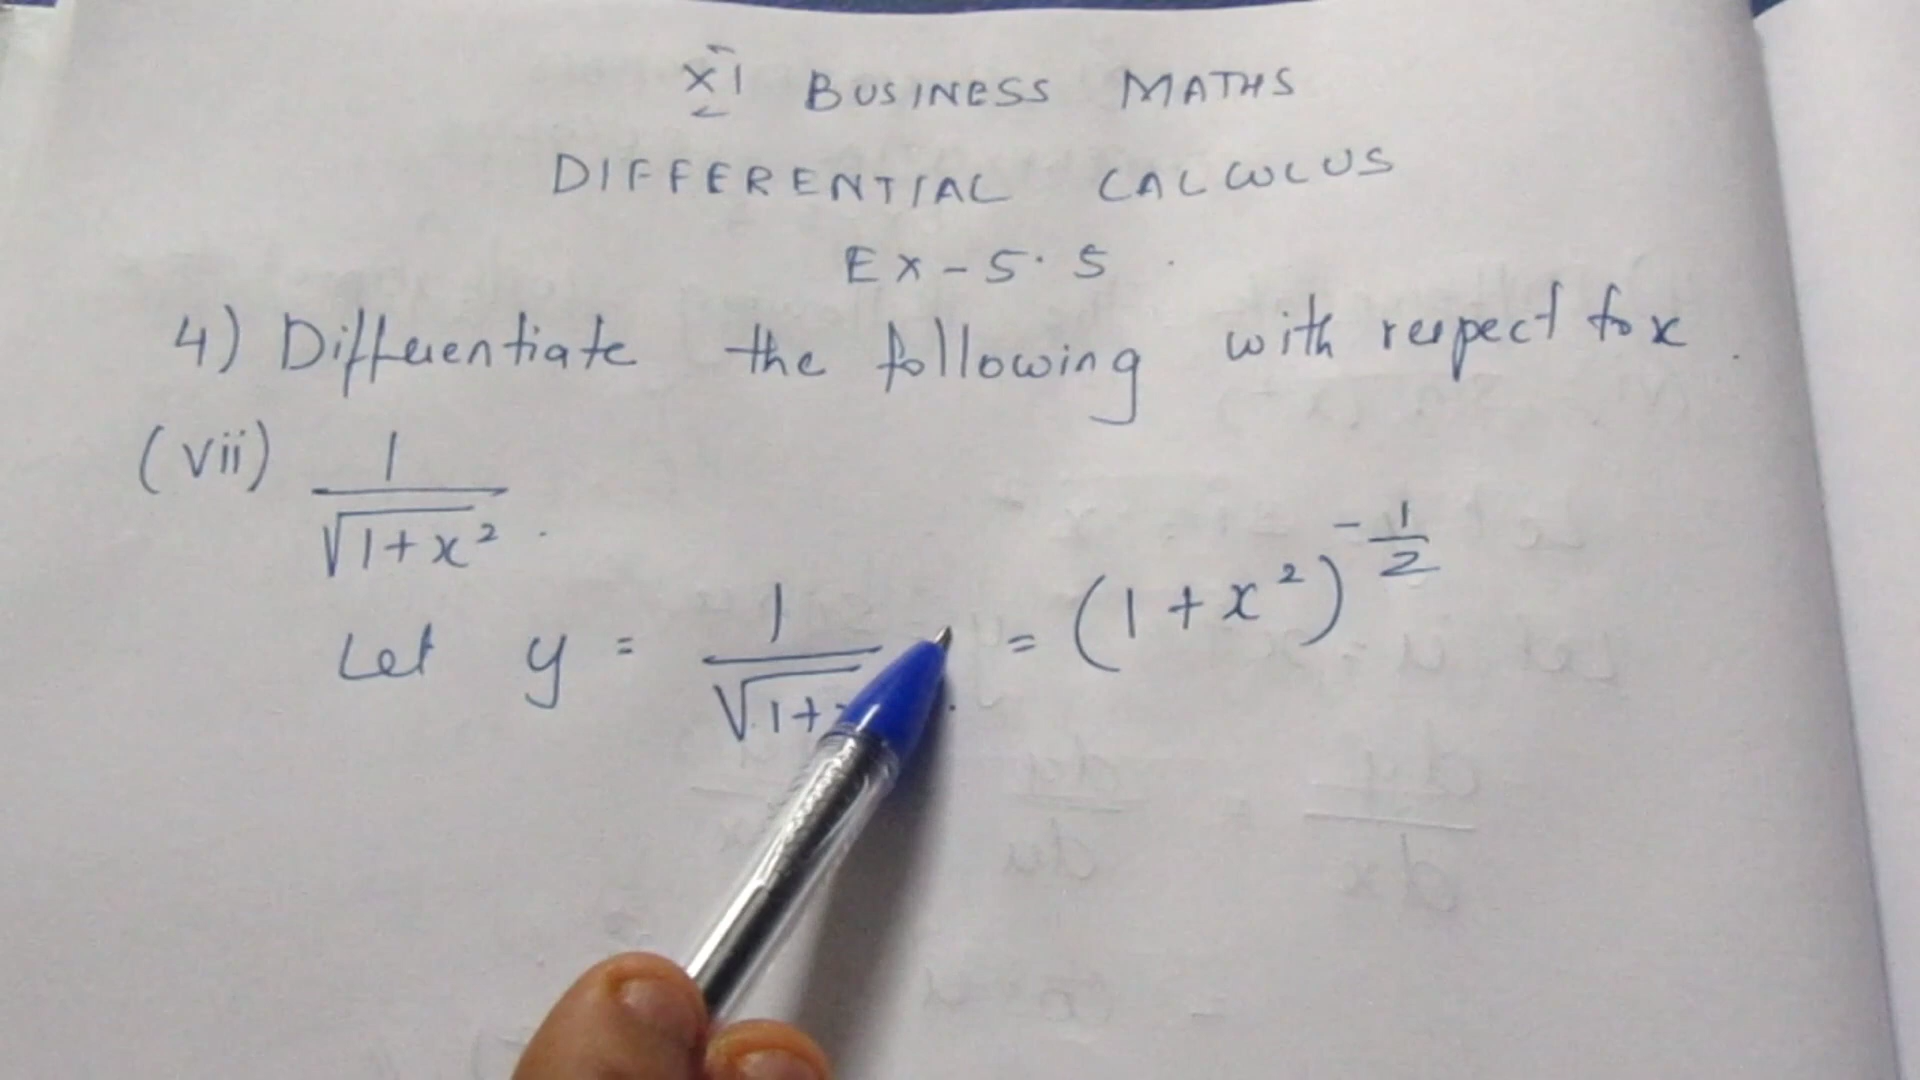 XI BUSINESS MATHS
DIFFERENTIAL CALCULUS
EX-5.5
4) Differentiate the following with respect to x.
(vii) 1/√(1+x²).
Let y = 1/√1+ = (1+x²)^(-1/2)